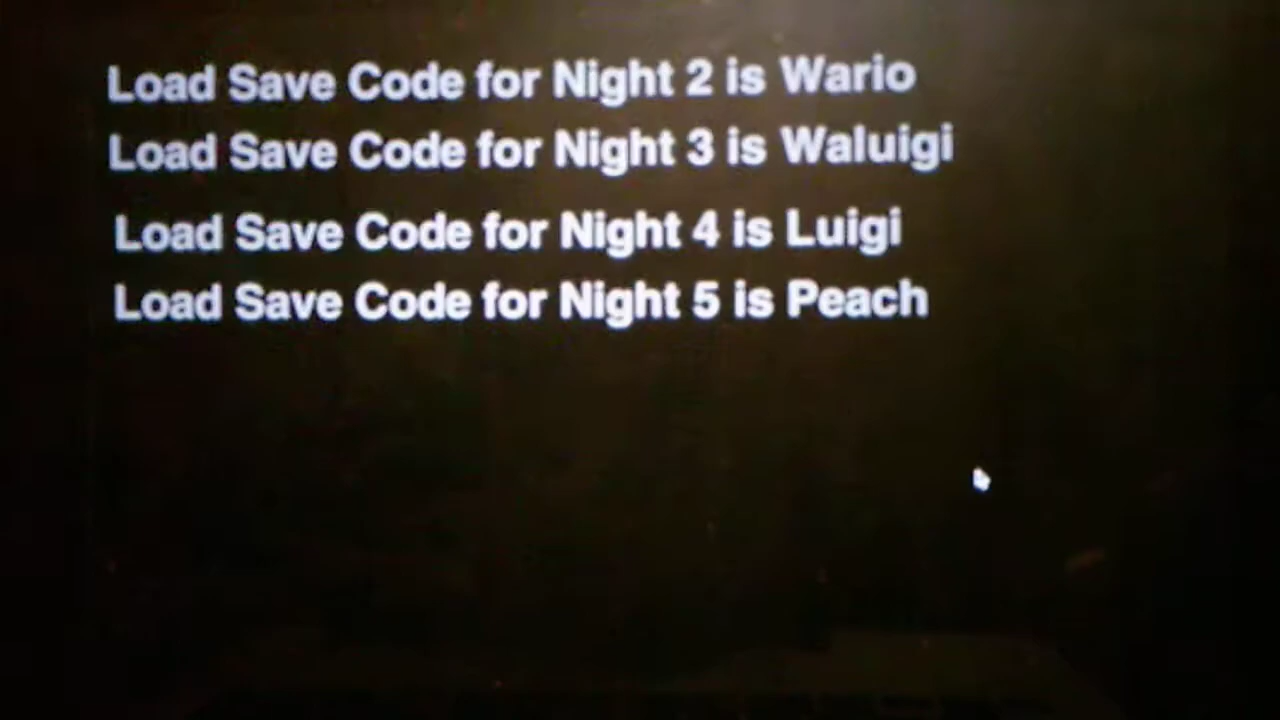 Load Save Code for Night 2 is Wario
Load Save Code for Night 3 is Waluigi
Load Save Code for Night 4 is Luigi
Load Save Code for Night 5 is Peach